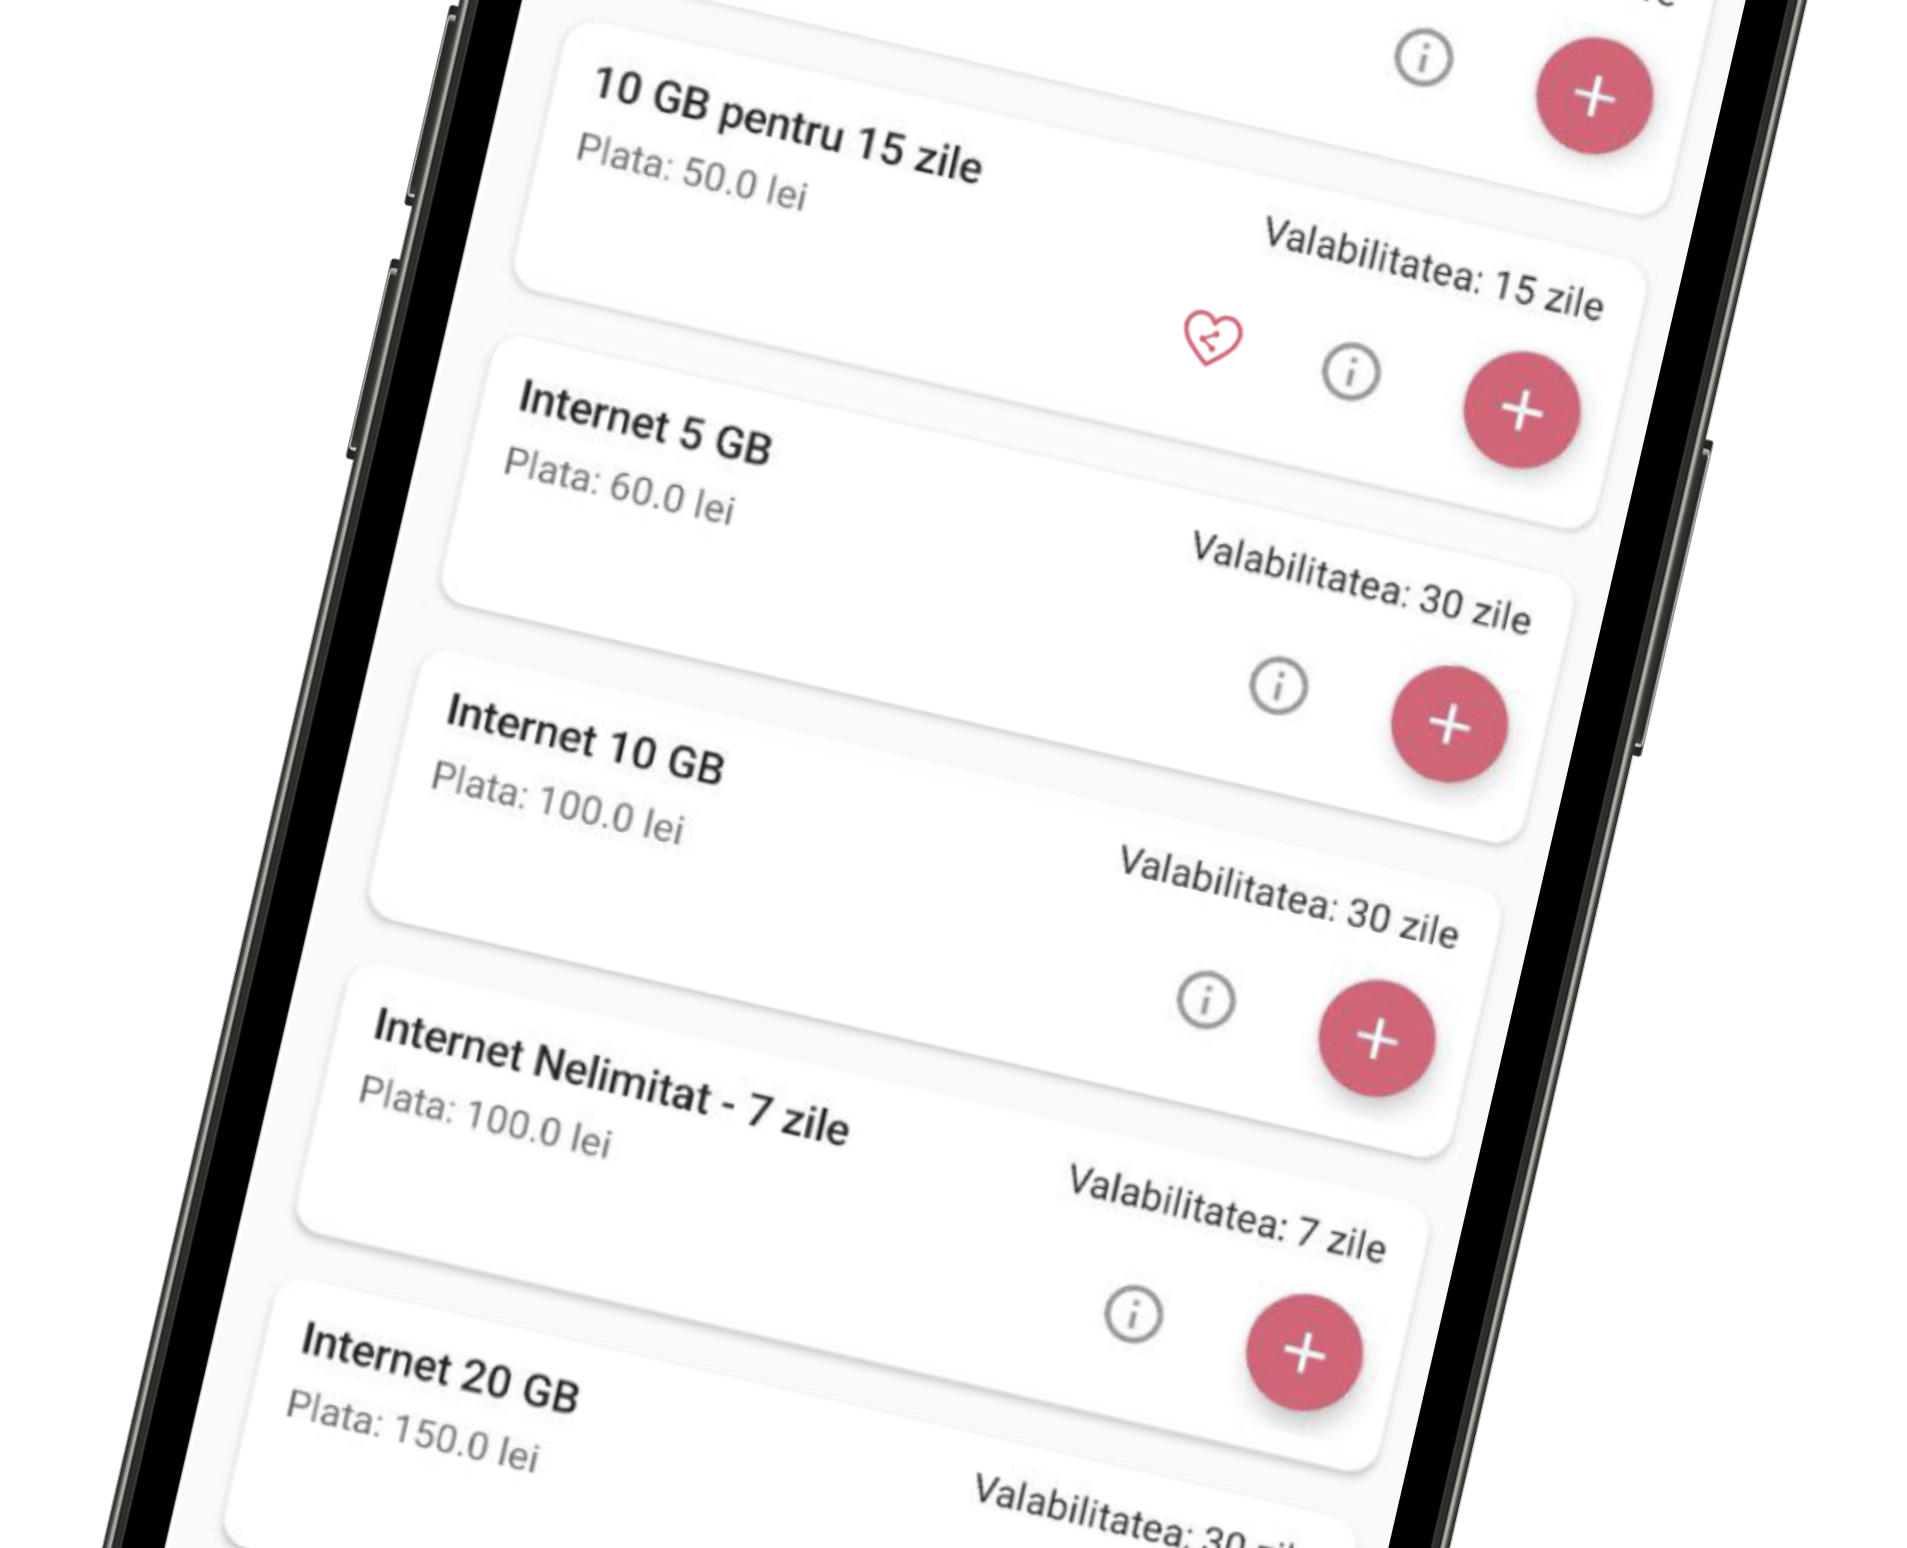 10 GB pentru 15 zile
Plata: 50.0 lei
Valabilitatea: 15 zile
Internet 5 GB
Plata: 60.0 lei
Valabilitatea: 30 zile
Internet 10 GB
Plata: 100.0 lei
Valabilitatea: 30 zile
Internet Nelimitat - 7 zile
Plata: 100.0 lei
Valabilitatea: 7 zile
Internet 20 GB
Plata: 150.0 lei
Valabilitatea: 30